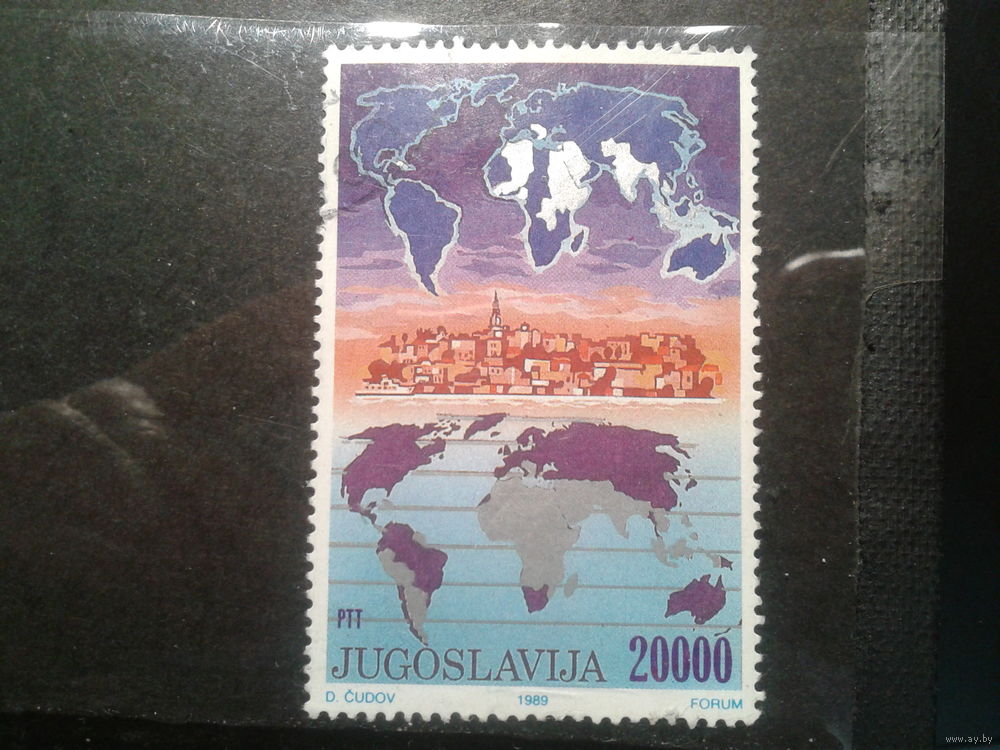 PTT
JUGOSLAVIJA 20000
D. ČUDOV 1989 FORUM
www.ay.by